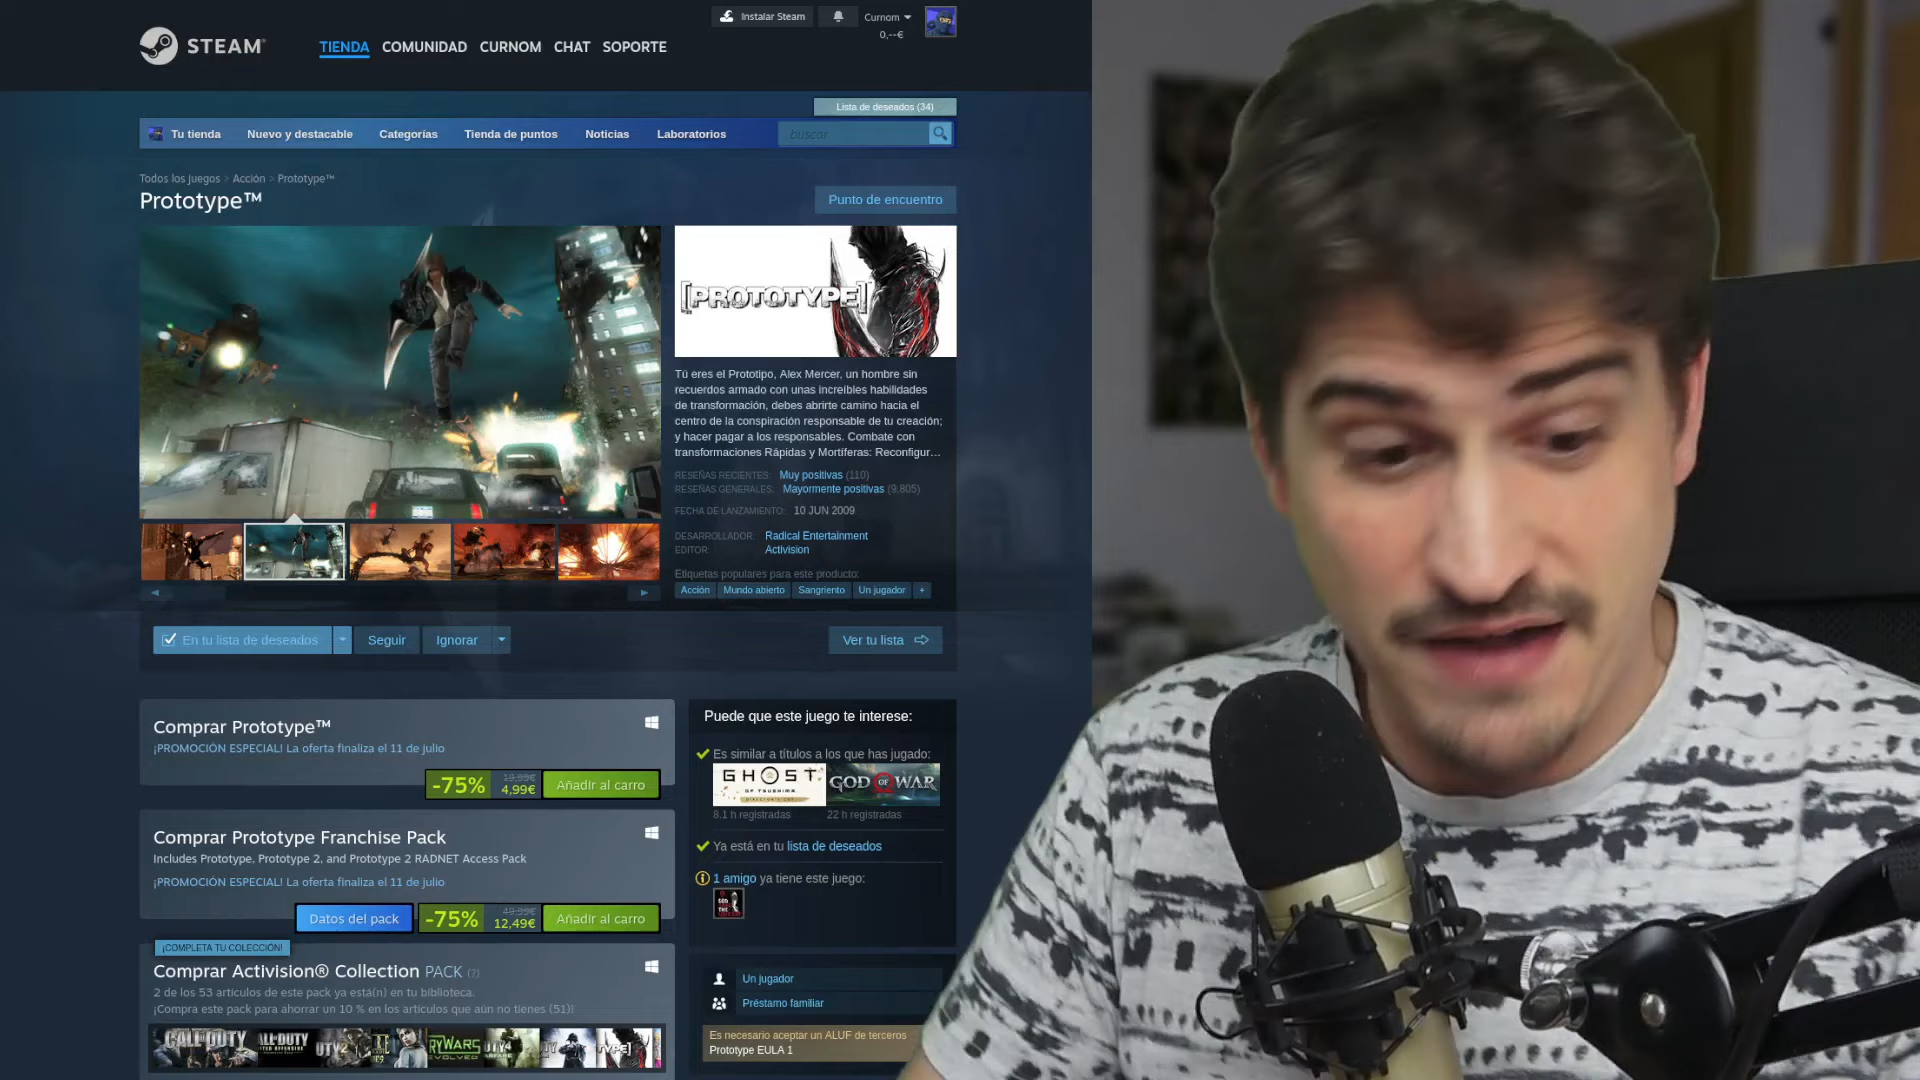 Instalar Steam
Curnom
0,--€
STEAM
TIENDA COMUNIDAD CURNOM CHAT SOPORTE
Lista de deseados (34)
Tu tienda Nuevo y destacable Categorías Tienda de puntos Noticias Laboratorios buscar
Todos los juegos > Acción > Prototype™
Prototype™
Punto de encuentro
[PROTOTYPE]
Tú eres el Prototipo, Alex Mercer, un hombre sin
recuerdos armado con unas increíbles habilidades
de transformación, debes abrirte camino hacia el
centro de la conspiración responsable de tu creación;
y hacer pagar a los responsables. Combate con
transformaciones Rápidas y Mortíferas: Reconfigur…
RESEÑAS RECIENTES: Muy positivas (110)
RESEÑAS GENERALES: Mayormente positivas (9.805)
FECHA DE LANZAMIENTO: 10 JUN 2009
DESARROLLADOR: Radical Entertainment
EDITOR: Activision
Etiquetas populares para este producto:
Acción Mundo abierto Sangriento Un jugador +
En tu lista de deseados Seguir Ignorar Ver tu lista
Comprar Prototype™
¡PROMOCIÓN ESPECIAL! La oferta finaliza el 11 de julio
-75% 19,99€ 4,99€ Añadir al carro
Comprar Prototype Franchise Pack
Includes Prototype, Prototype 2, and Prototype 2 RADNET Access Pack
¡PROMOCIÓN ESPECIAL! La oferta finaliza el 11 de julio
Datos del pack -75% 49,99€ 12,49€ Añadir al carro
¡COMPLETA TU COLECCIÓN!
Comprar Activision® Collection PACK (?)
2 de los 53 artículos de este pack ya está(n) en tu biblioteca.
¡Compra este pack para ahorrar un 10 % en los artículos que aún no tienes (51)!
CALL OF DUTY
Puede que este juego te interese:
Es similar a títulos a los que has jugado:
GHOST
OF TSUSHIMA
DIRECTOR'S CUT
GOD OF WAR
8.1 h registradas 22 h registradas
Ya está en tu lista de deseados
1 amigo ya tiene este juego:
Un jugador
Préstamo familiar
Es necesario aceptar un ALUF de terceros
Prototype EULA 1